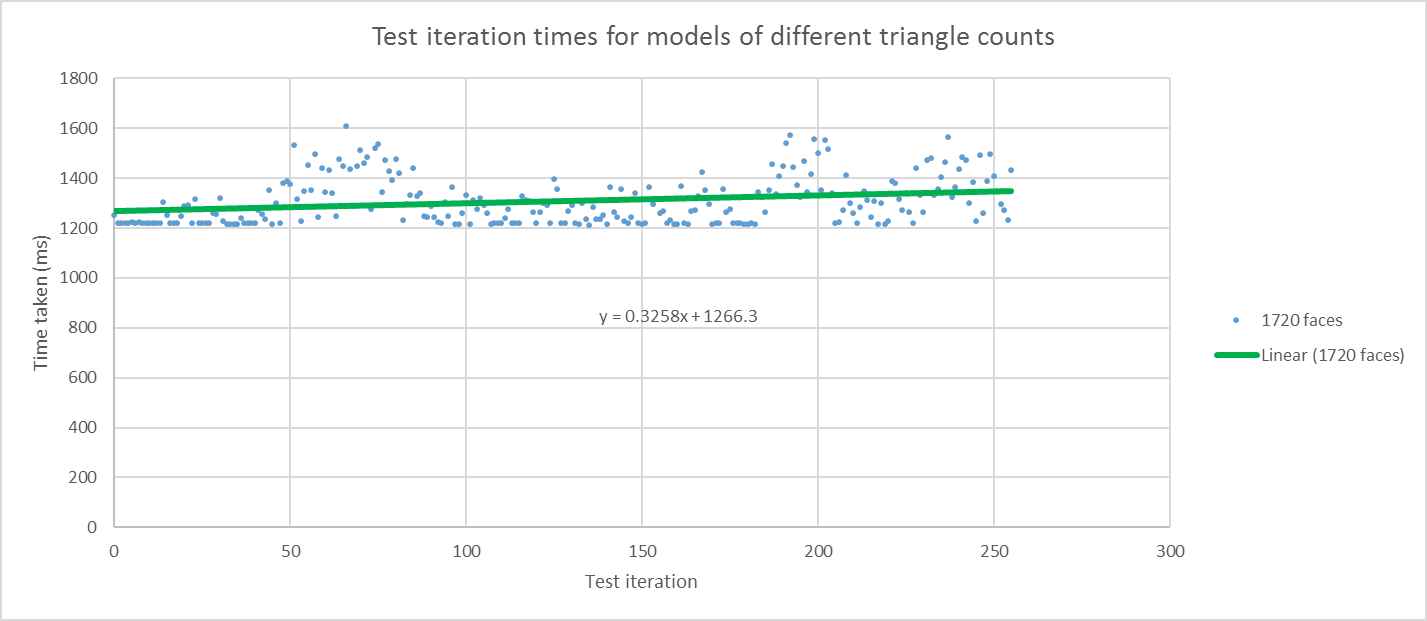 Test iteration times for models of different triangle counts
1800
1600
1400
1200
1000
800
600
400
200
0
Time taken (ms)
y = 0.3258x + 1266.3
0 50 100 150 200 250 300
Test iteration
1720 faces
Linear (1720 faces)